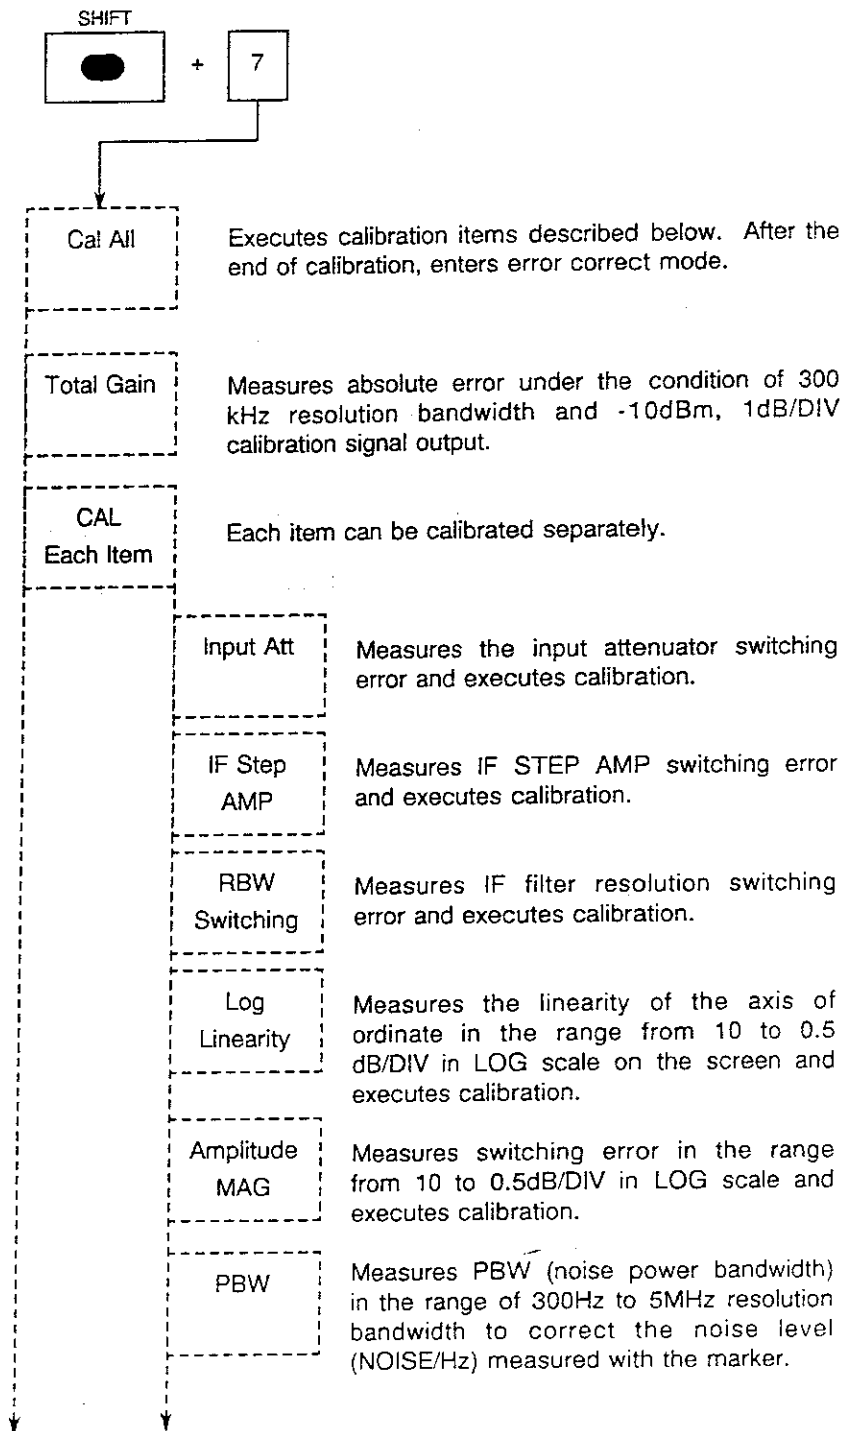 SHIFT
+ 7
Cal All
Executes calibration items described below. After the
end of calibration, enters error correct mode.
Total Gain
Measures absolute error under the condition of 300
kHz resolution bandwidth and -10dBm, 1dB/DIV
calibration signal output.
CAL
Each Item
Each item can be calibrated separately.
Input Att
Measures the input attenuator switching
error and executes calibration.
IF Step
AMP
Measures IF STEP AMP switching error
and executes calibration.
RBW
Switching
Measures IF filter resolution switching
error and executes calibration.
Log
Linearity
Measures the linearity of the axis of
ordinate in the range from 10 to 0.5
dB/DIV in LOG scale on the screen and
executes calibration.
Amplitude
MAG
Measures switching error in the range
from 10 to 0.5dB/DIV in LOG scale and
executes calibration.
PBW
Measures PBW (noise power bandwidth)
in the range of 300Hz to 5MHz resolution
bandwidth to correct the noise level
(NOISE/Hz) measured with the marker.